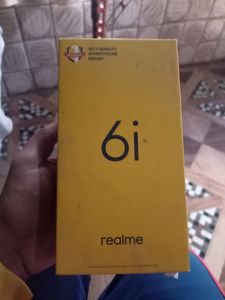 NO.1 QUALITY
SMARTPHONE
BRAND*
6i
realme